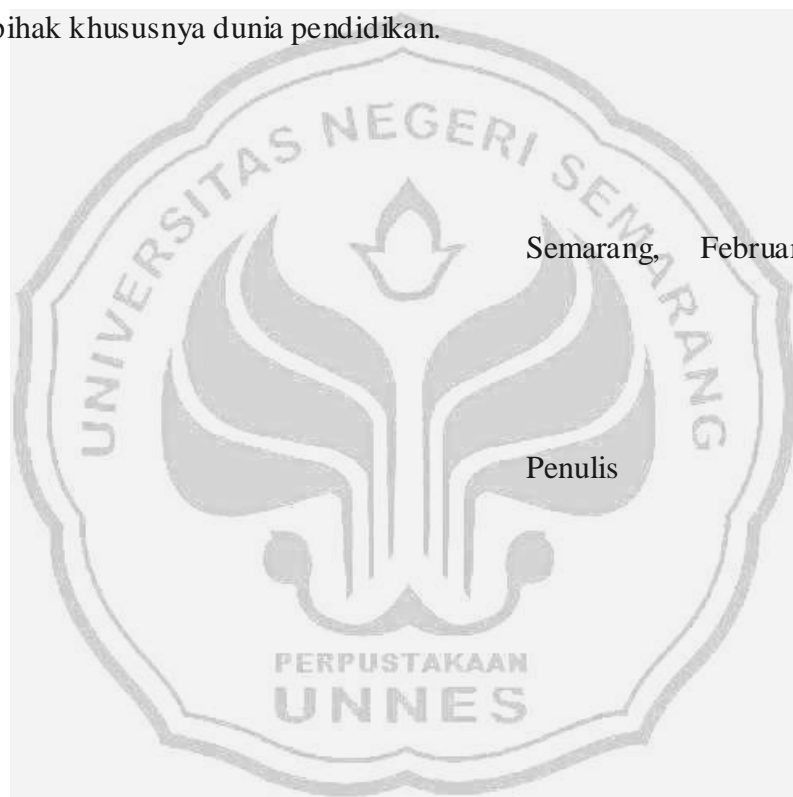 pihak khususnya dunia pendidikan.
UNIVERSITAS NEGERI SEMARANG
Semarang, Februar
Penulis
PERPUSTAKAAN
UNNES